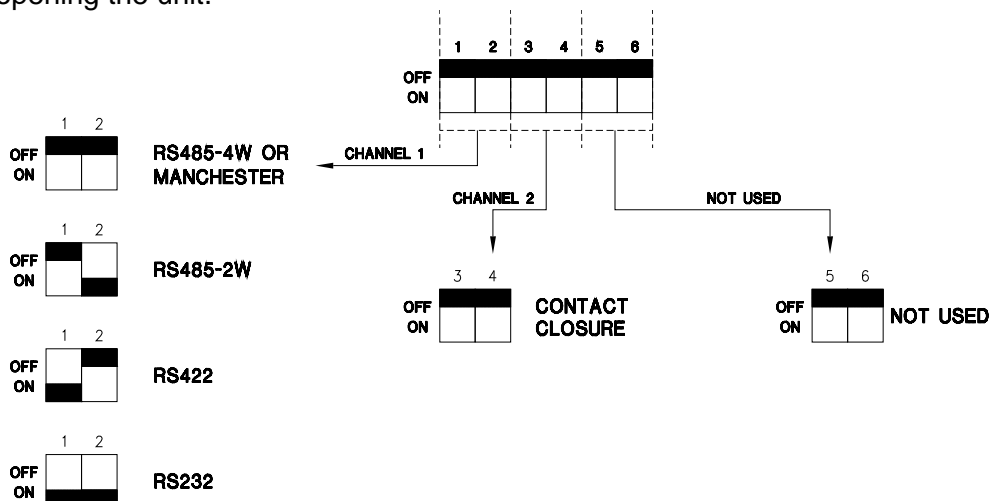 opening the unit.
1 2 3 4 5 6
OFF
ON
CHANNEL 1
CHANNEL 2
NOT USED
1 2
OFF
ON
RS485-4W OR
MANCHESTER
1 2
OFF
ON
RS485-2W
1 2
OFF
ON
RS422
1 2
OFF
ON
RS232
3 4
OFF
ON
CONTACT
CLOSURE
5 6
OFF
ON
NOT USED